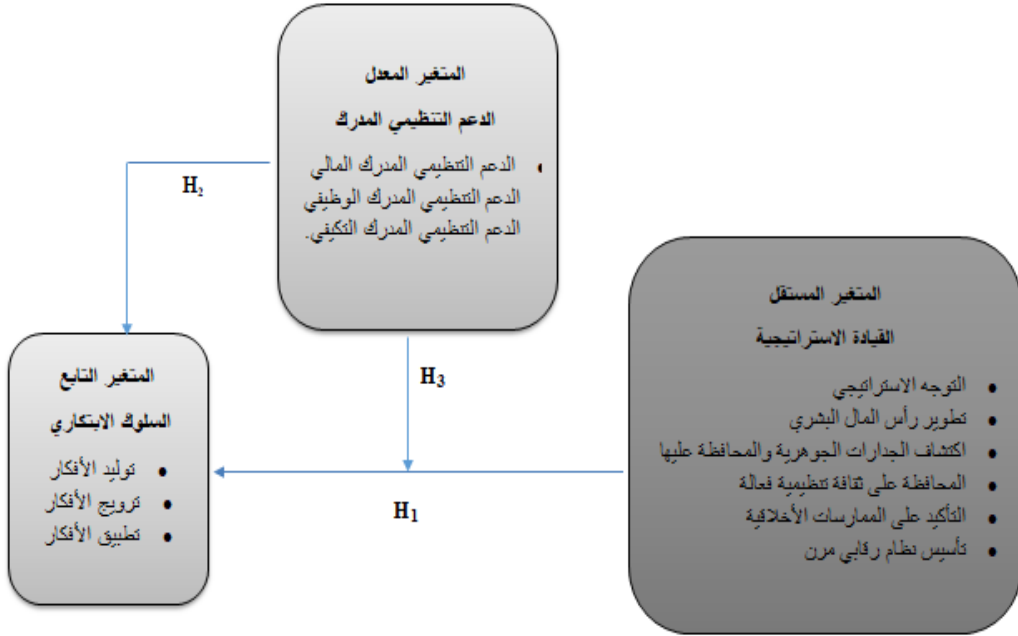 المتغير المعدل
الدعم التنظيمي المدرك
• الدعم التنظيمي المدرك المالي
الدعم التنظيمي المدرك الوظيفي
الدعم التنظيمي المدرك التكيفي.
H₂
المتغير المستقل
القيادة الاستراتيجية
• التوجه الاستراتيجي
• تطوير رأس المال البشري
• اكتشاف الجدارات الجوهرية والمحافظة عليها
• المحافظة على ثقافة تنظيمية فعالة
• التأكيد على الممارسات الأخلاقية
• تأسيس نظام رقابي مرن
H3
H1
المتغير التابع
السلوك الابتكاري
• توليد الأفكار
• ترويج الأفكار
• تطبيق الأفكار